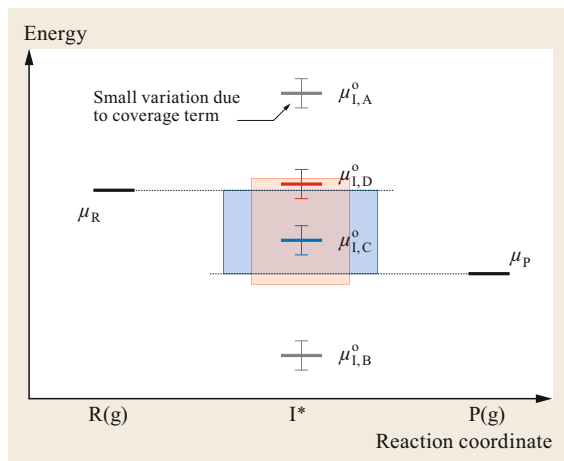 Energy
Small variation due
to coverage term
μ°I,A
μ°I,D
μR
μ°I,C
μP
μ°I,B
R(g)
I*
P(g)
Reaction coordinate